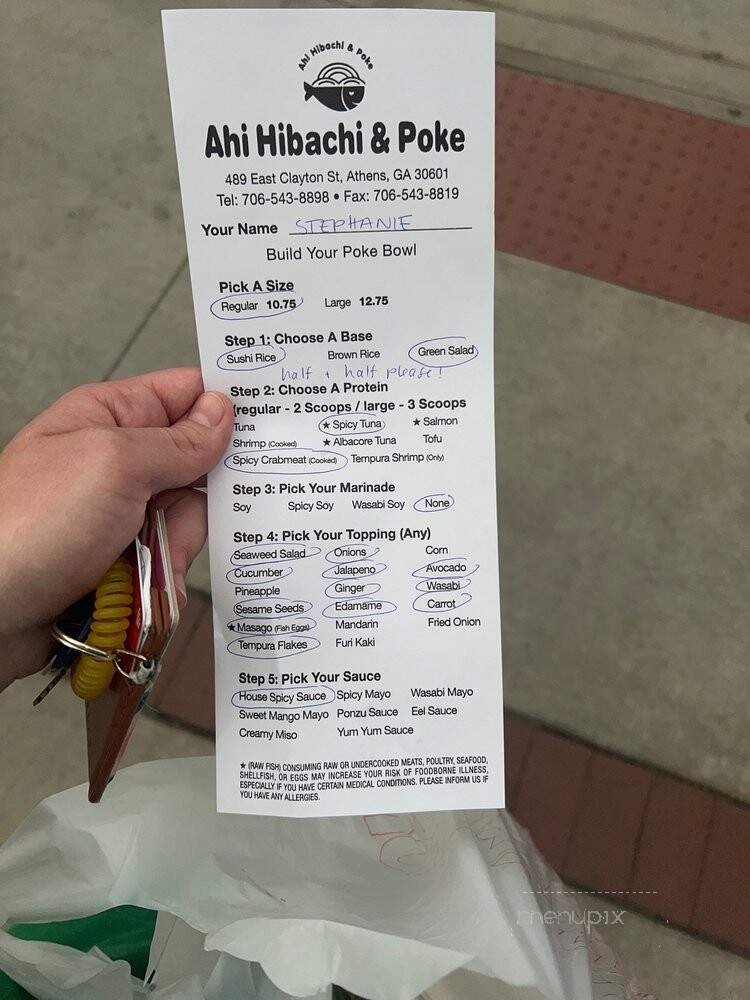 Ahi Hibachi & Poke
Ahi Hibachi & Poke
489 East Clayton St, Athens, GA 30601
Tel: 706-543-8898 • Fax: 706-543-8819
Your Name STEPHANIE
Build Your Poke Bowl
Pick A Size
Regular 10.75 Large 12.75
Step 1: Choose A Base
Sushi Rice Brown Rice Green Salad
half + half please!
Step 2: Choose A Protein
(regular - 2 Scoops / large - 3 Scoops
Tuna ★ Spicy Tuna ★ Salmon
Shrimp (Cooked) ★ Albacore Tuna Tofu
Spicy Crabmeat (Cooked) Tempura Shrimp (Only)
Step 3: Pick Your Marinade
Soy Spicy Soy Wasabi Soy None
Step 4: Pick Your Topping (Any)
Seaweed Salad Onions Corn
Cucumber Jalapeno Avocado
Pineapple Ginger Wasabi
Sesame Seeds Edamame Carrot
★ Masago (Fish Eggs) Mandarin Fried Onion
Tempura Flakes Furi Kaki
Step 5: Pick Your Sauce
House Spicy Sauce Spicy Mayo Wasabi Mayo
Sweet Mango Mayo Ponzu Sauce Eel Sauce
Creamy Miso Yum Yum Sauce
★ (RAW FISH) CONSUMING RAW OR UNDERCOOKED MEATS, POULTRY, SEAFOOD,
SHELLFISH, OR EGGS MAY INCREASE YOUR RISK OF FOODBORNE ILLNESS,
ESPECIALLY IF YOU HAVE CERTAIN MEDICAL CONDITIONS. PLEASE INFORM US IF
YOU HAVE ANY ALLERGIES.
menupix